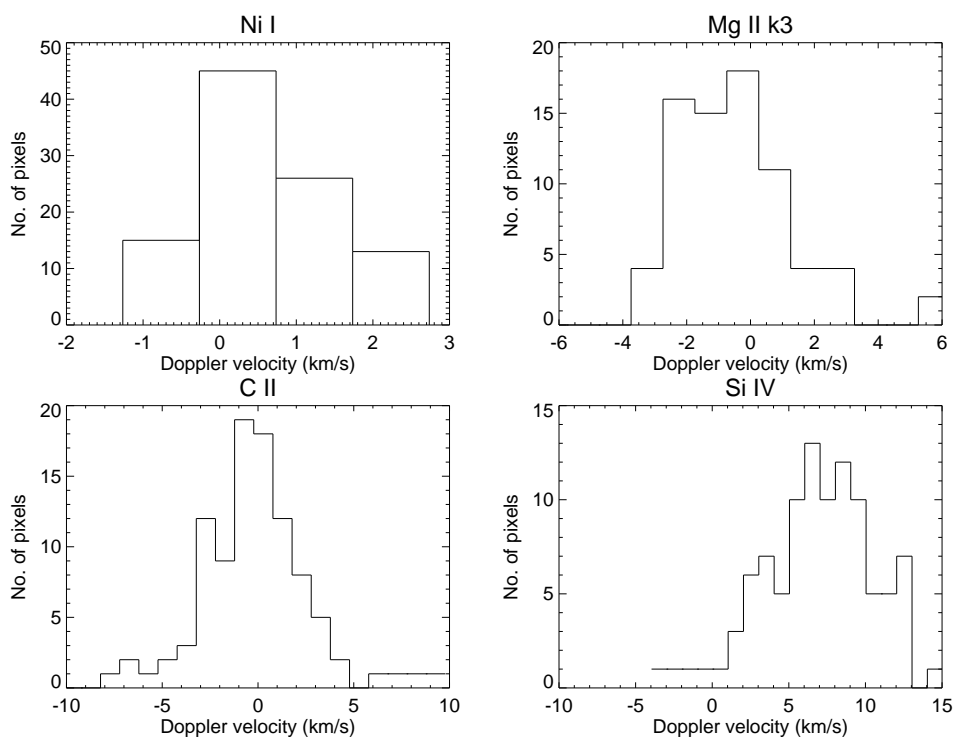 Ni I
50
40
30
20
10
0
No. of pixels
-2 -1 0 1 2 3
Doppler velocity (km/s)
Mg II k3
20
15
10
5
0
No. of pixels
-6 -4 -2 0 2 4 6
Doppler velocity (km/s)
C II
20
15
10
5
0
No. of pixels
-10 -5 0 5 10
Doppler velocity (km/s)
Si IV
15
10
5
0
No. of pixels
-10 -5 0 5 10 15
Doppler velocity (km/s)